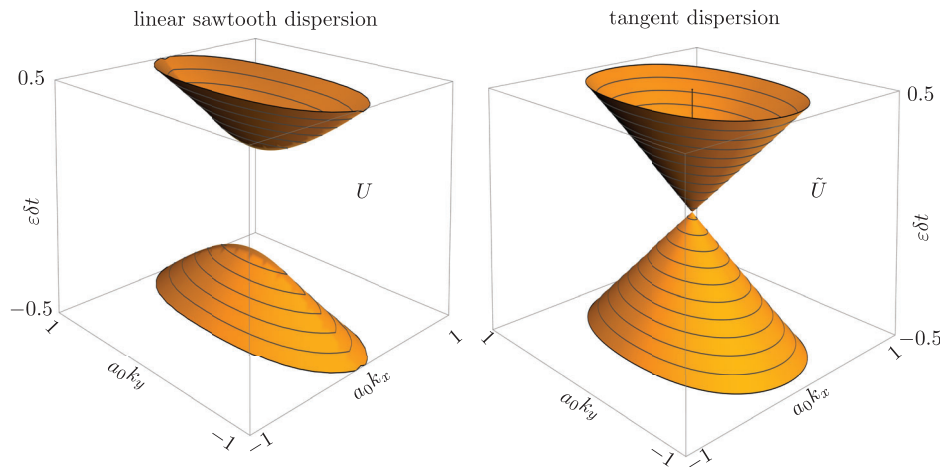 linear sawtooth dispersion
0.5
εδt
−0.5
U
1
a₀k_y
−1
−1
a₀k_x
1
tangent dispersion
0.5
εδt
−0.5
Ũ
1
a₀k_y
−1
−1
a₀k_x
1